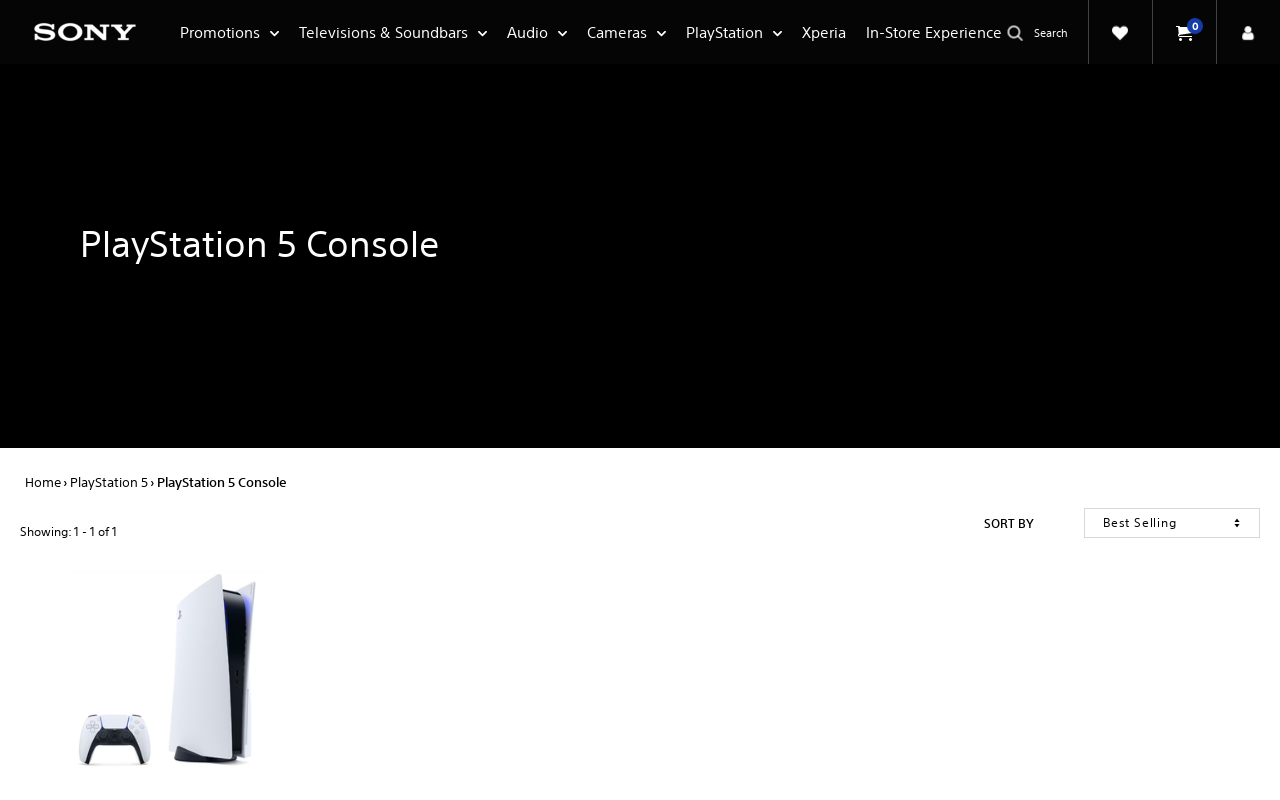 SONY
Promotions
Televisions & Soundbars
Audio
Cameras
PlayStation
Xperia
In-Store Experience
Search
0
PlayStation 5 Console
Home › PlayStation 5 › PlayStation 5 Console
Showing: 1 - 1 of 1
SORT BY
Best Selling